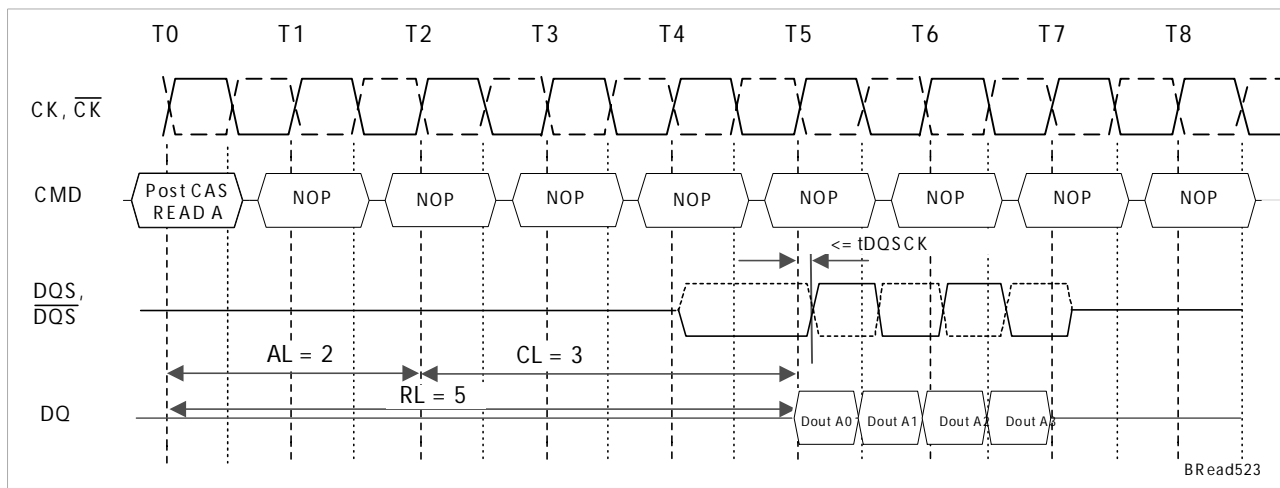 T0 T1 T2 T3 T4 T5 T6 T7 T8
CK, CK
CMD
Post CAS
READ A
NOP NOP NOP NOP NOP NOP NOP NOP
<= tDQSCK
DQS,
DQS
AL = 2
CL = 3
RL = 5
DQ
Dout A0 Dout A1 Dout A2 Dout A3
BRead523